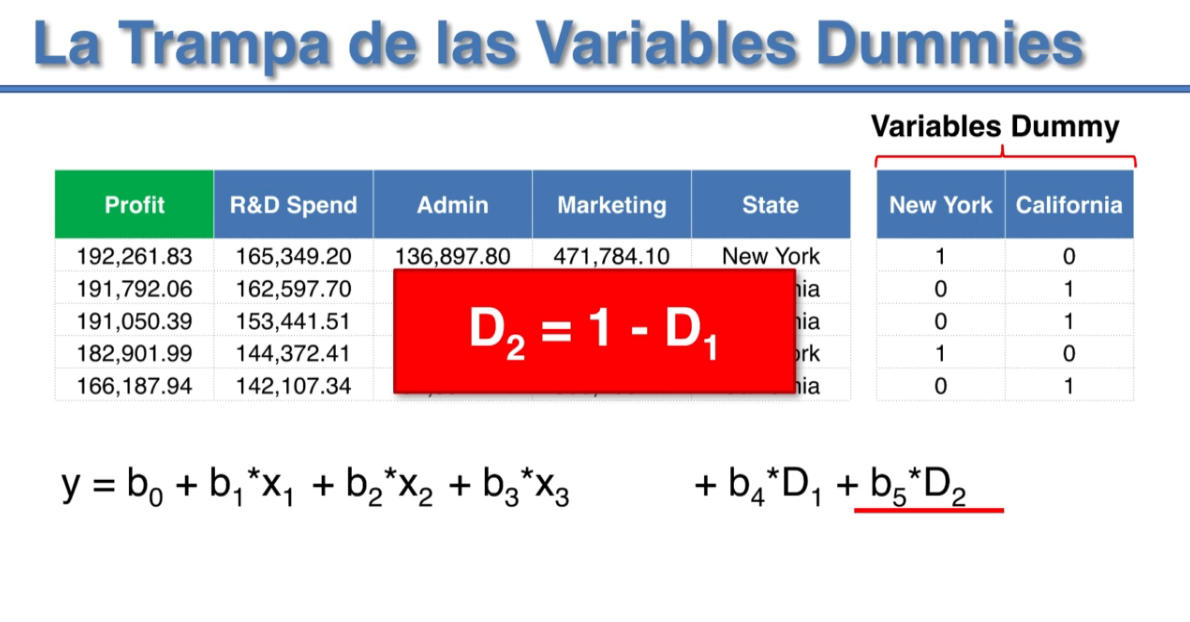 La Trampa de las Variables Dummies
Variables Dummy
Profit R&D Spend Admin Marketing State New York California
192,261.83 165,349.20 136,897.80 471,784.10 New York 1 0
191,792.06 162,597.70 0 1
191,050.39 153,441.51 0 1
182,901.99 144,372.41 1 0
166,187.94 142,107.34 0 1
D₂ = 1 - D₁
y = b₀ + b₁*x₁ + b₂*x₂ + b₃*x₃ + b₄*D₁ + b₅*D₂